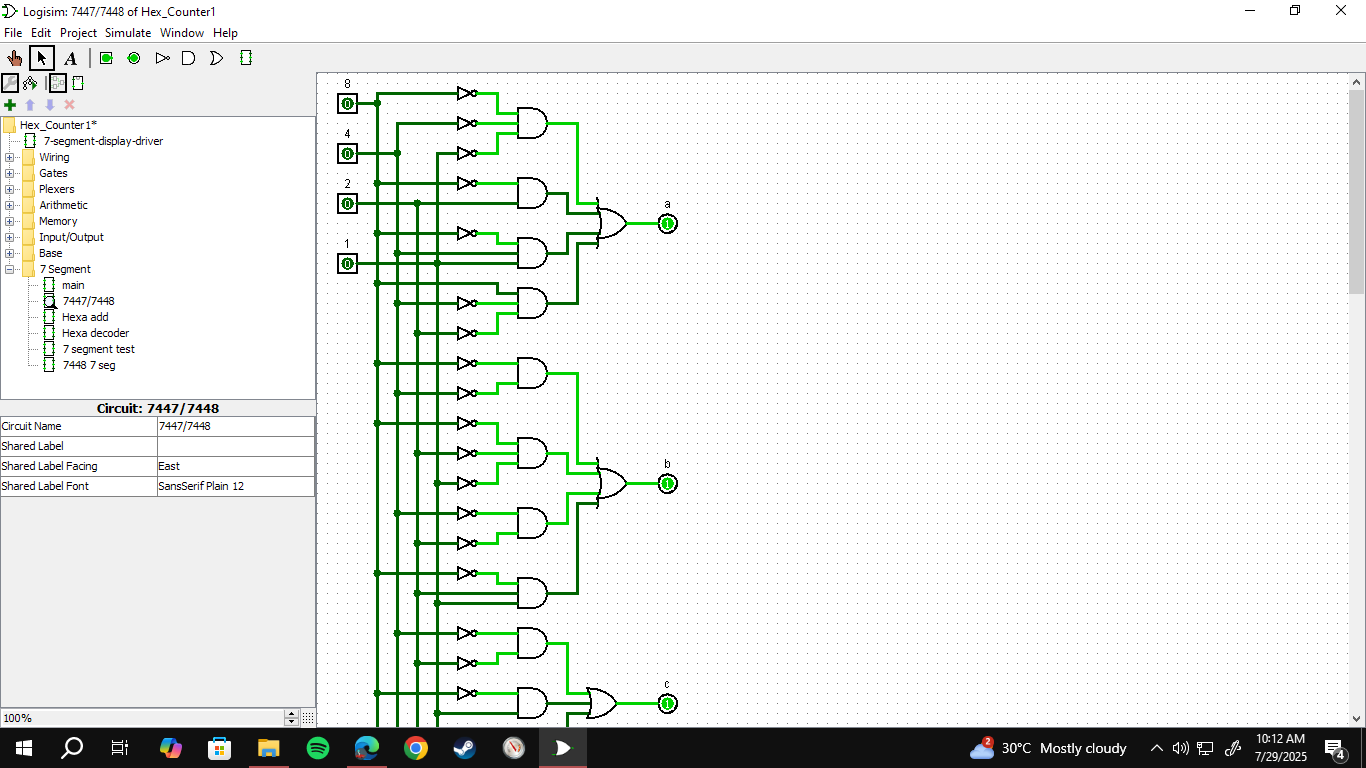 Logisim: 7447/7448 of Hex_Counter1
File Edit Project Simulate Window Help
A
Hex_Counter1*
7-segment-display-driver
Wiring
Gates
Plexers
Arithmetic
Memory
Input/Output
Base
7 Segment
main
7447/7448
Hexa add
Hexa decoder
7 segment test
7448 7 seg
Circuit: 7447/7448
Circuit Name 7447/7448
Shared Label
Shared Label Facing East
Shared Label Font SansSerif Plain 12
100%
8
0
4
0
2
0
1
0
a
1
b
1
c
1
2
30°C Mostly cloudy
10:12 AM
7/29/2025
4